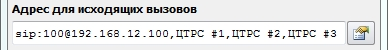 Адрес для исходящих вызовов
sip:100@192.168.12.100,ЦТРС #1,ЦТРС #2,ЦТРС #3